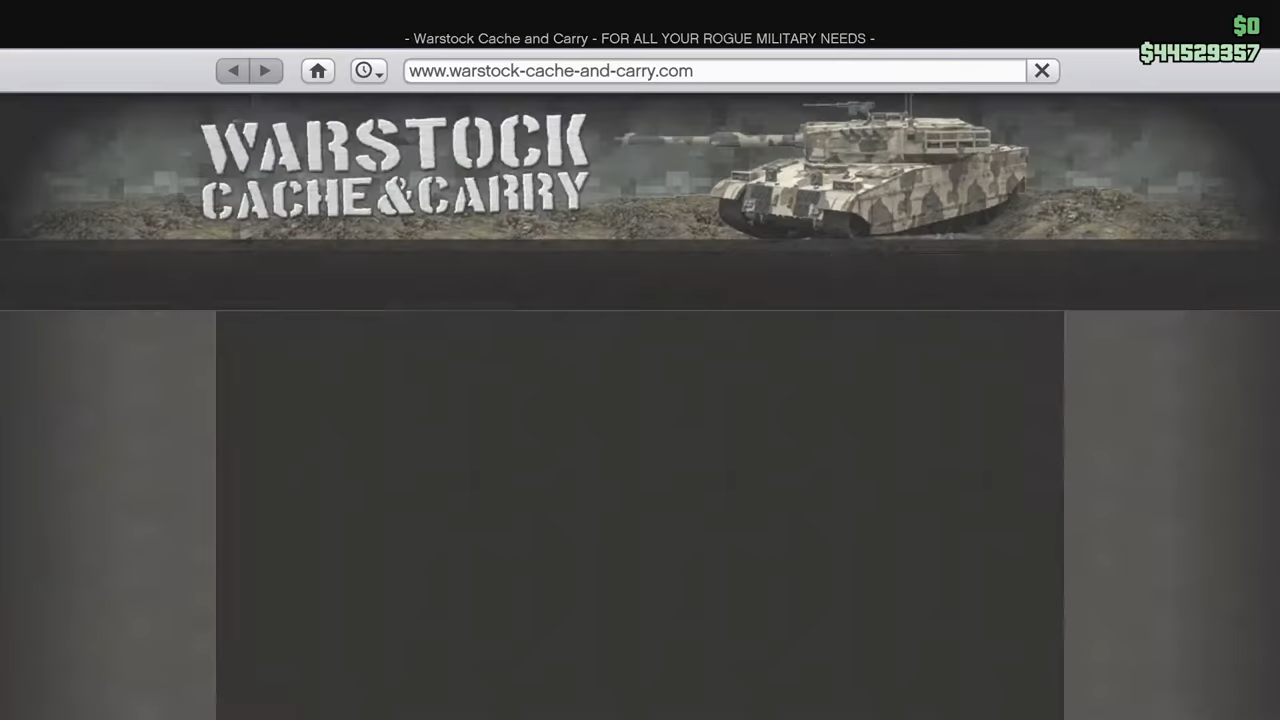 $0
- Warstock Cache and Carry - FOR ALL YOUR ROGUE MILITARY NEEDS -
$44529357
www.warstock-cache-and-carry.com
WARSTOCK
CACHE&CARRY